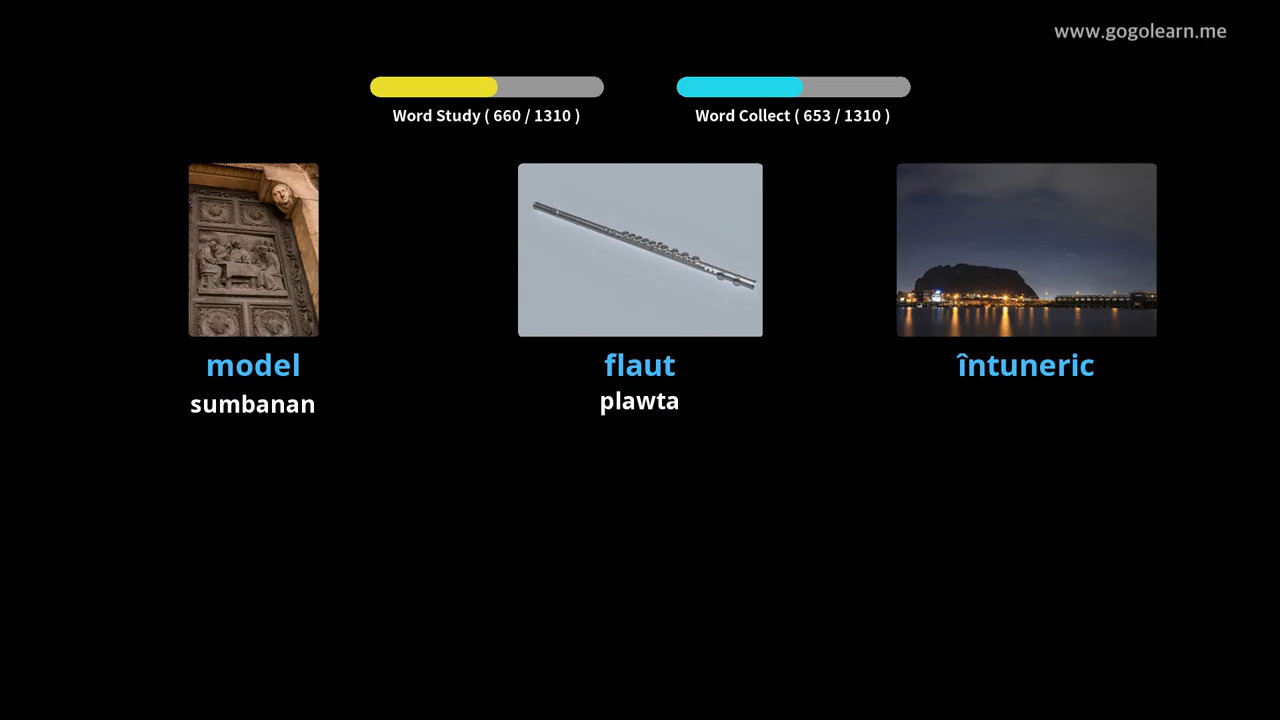 www.gogolearn.me
Word Study ( 660 / 1310 )
Word Collect ( 653 / 1310 )
model
sumbanan
flaut
plawta
întuneric